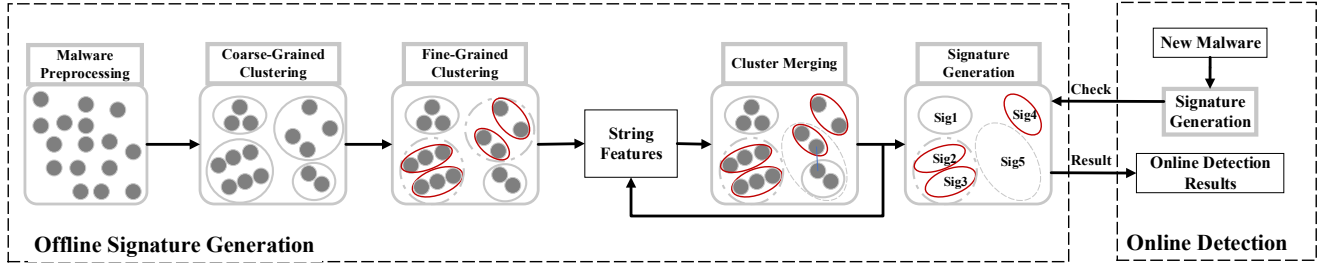 Malware
Preprocessing
Coarse-Grained
Clustering
Fine-Grained
Clustering
String
Features
Cluster Merging
Signature
Generation
Sig1
Sig2
Sig3
Sig4
Sig5
Check
Result
New Malware
Signature
Generation
Online Detection
Results
Offline Signature Generation
Online Detection